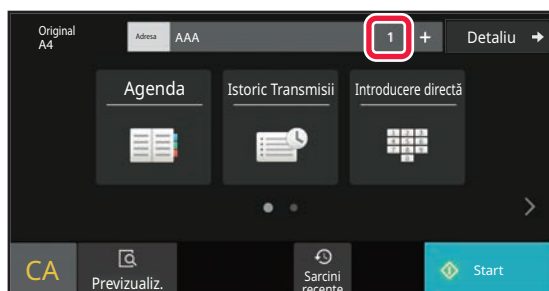 Original
A4
Adresa AAA 1 + Detaliu →
Agenda Istoric Transmisii Introducere directă
CA Previzualiz. Sarcini recente Start